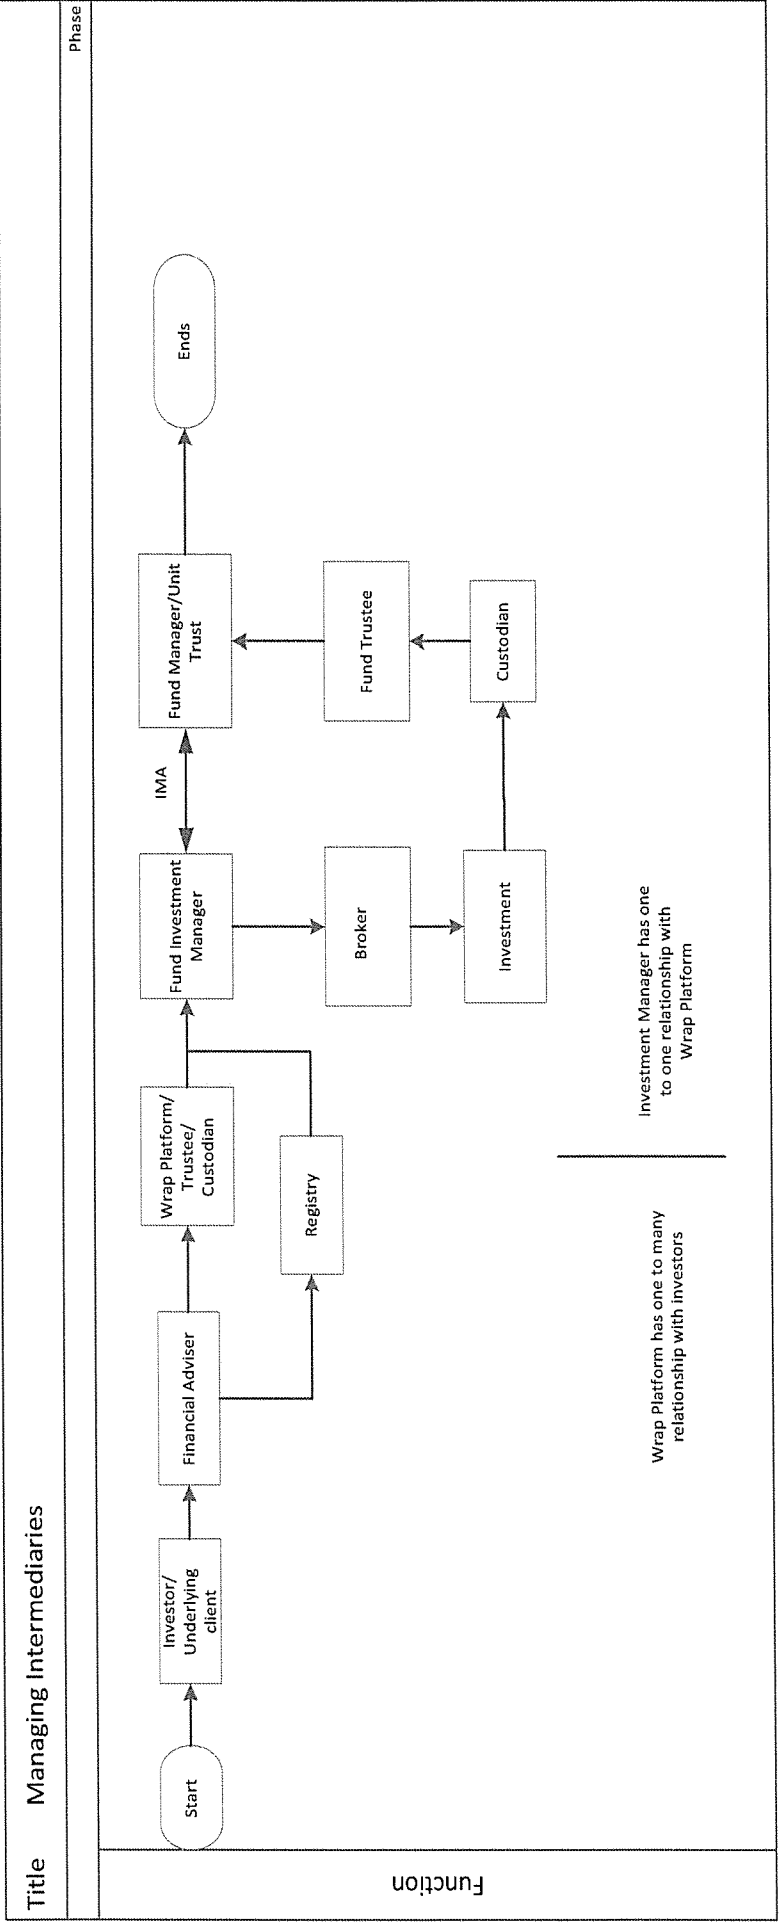 Title Managing Intermediaries
Phase
Function
Start
Investor/
Underlying
client
Financial Adviser
Wrap Platform/
Trustee/
Custodian
Registry
Fund Investment
Manager
IMA
Fund Manager/Unit
Trust
Ends
Broker
Investment
Custodian
Fund Trustee
Wrap Platform has one to many
relationship with investors
Investment Manager has one
to one relationship with
Wrap Platform